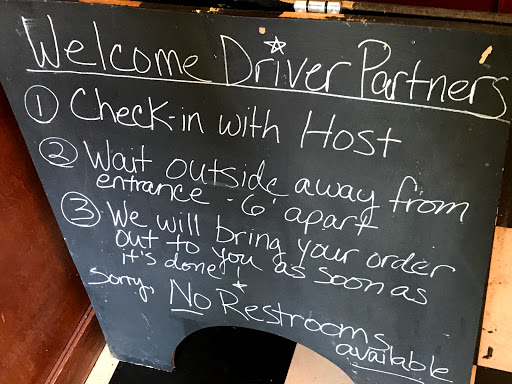 Welcome Driver Partners
① Check-in with Host
② Wait outside away from
entrance - 6' apart
③ We will bring your order
out to you as soon as
it's done!!
Sorry, No Restrooms
available